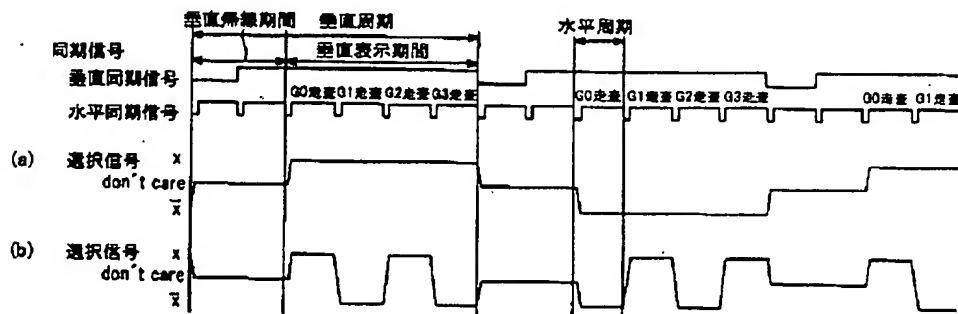 垂直帰線期間 垂直周期 水平周期
同期信号 垂直表示期間
垂直同期信号
G0走査 G1走査 G2走査 G3走査 G0走査 G1走査 G2走査 G3走査 G0走査 G1走査
水平同期信号
(a) 選択信号 x
don't care
x̅
(b) 選択信号 x
don't care
x̅